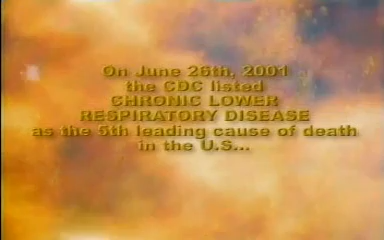 On June 26th, 2001
the CDC listed
CHRONIC LOWER
RESPIRATORY DISEASE
as the 5th leading cause of death
in the U.S...